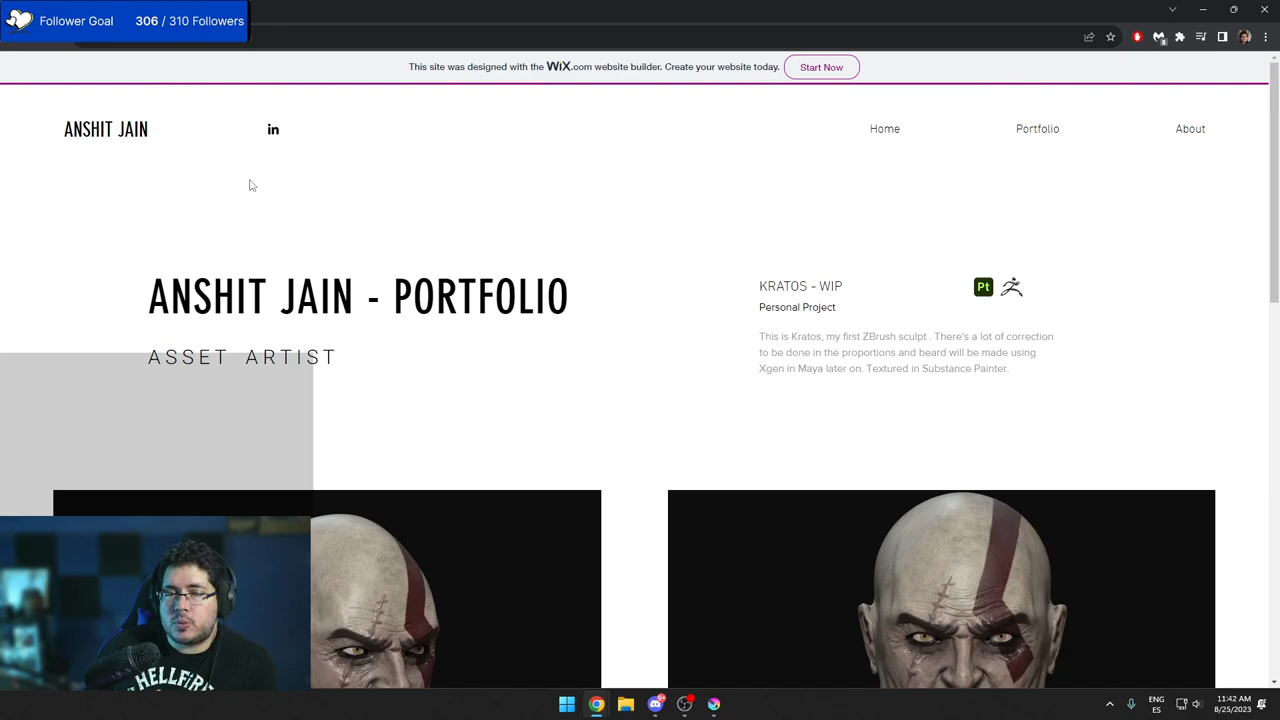 Follower Goal 306 / 310 Followers
This site was designed with the WiX.com website builder. Create your website today. Start Now
ANSHIT JAIN in Home Portfolio About
ANSHIT JAIN - PORTFOLIO
ASSET ARTIST
KRATOS - WIP Pt
Personal Project
This is Kratos, my first ZBrush sculpt . There's a lot of correction
to be done in the proportions and beard will be made using
Xgen in Maya later on. Textured in Substance Painter.
HELLFIR
ENG
ES
11:42 AM
8/25/2023